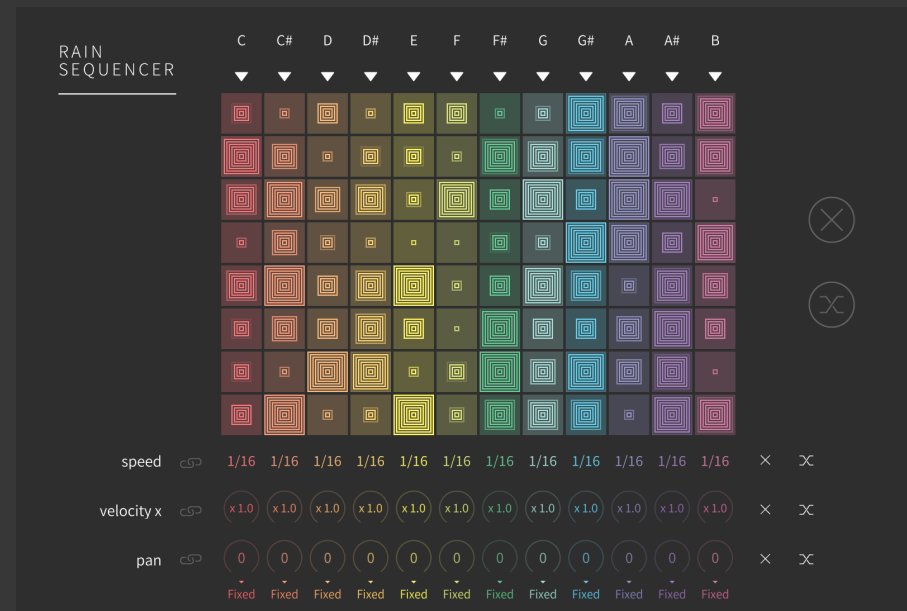 RAIN
SEQUENCER
C C# D D# E F F# G G# A A# B
speed 1/16 1/16 1/16 1/16 1/16 1/16 1/16 1/16 1/16 1/16 1/16 1/16
velocity x x 1.0 x 1.0 x 1.0 x 1.0 x 1.0 x 1.0 x 1.0 x 1.0 x 1.0 x 1.0 x 1.0 x 1.0
pan 0 0 0 0 0 0 0 0 0 0 0 0
Fixed Fixed Fixed Fixed Fixed Fixed Fixed Fixed Fixed Fixed Fixed Fixed